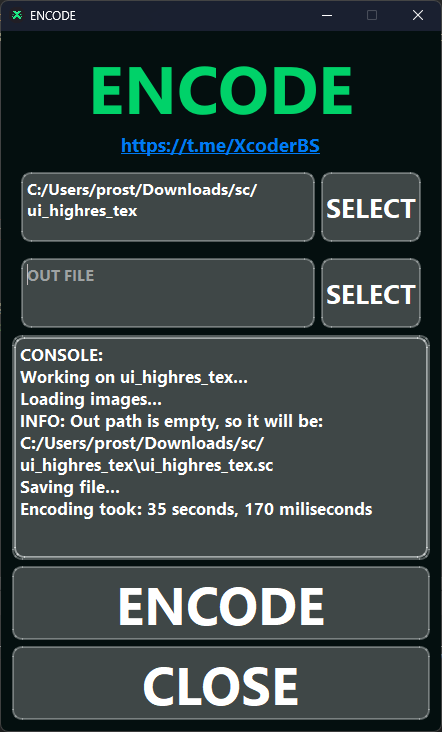 ENCODE
ENCODE
https://t.me/XcoderBS
C:/Users/prost/Downloads/sc/
ui_highres_tex
SELECT
OUT FILE
SELECT
CONSOLE:
Working on ui_highres_tex...
Loading images...
INFO: Out path is empty, so it will be:
C:/Users/prost/Downloads/sc/
ui_highres_tex\ui_highres_tex.sc
Saving file...
Encoding took: 35 seconds, 170 miliseconds
ENCODE
CLOSE